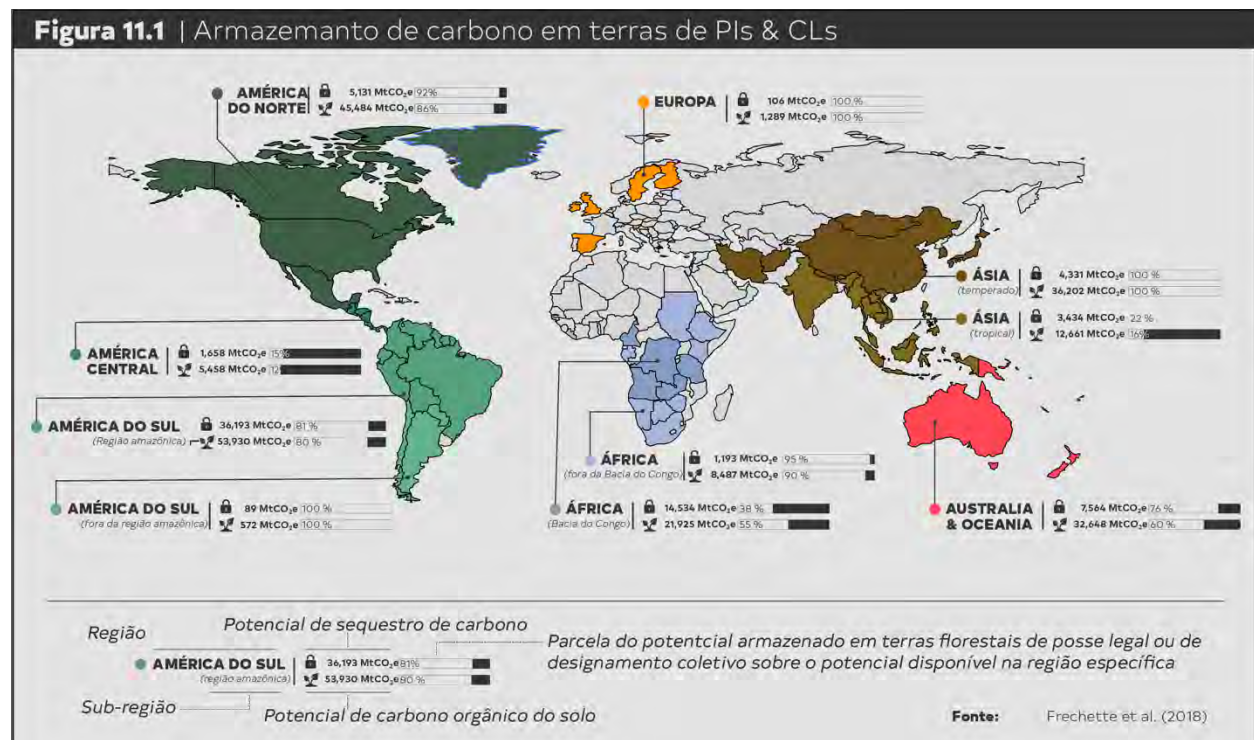 Figura 11.1 | Armazemanto de carbono em terras de PIs & CLs
AMÉRICA DO NORTE
5,131 MtCO₂e 92%
45,484 MtCO₂e 86%
EUROPA
106 MtCO₂e 100 %
1,289 MtCO₂e 100 %
ÁSIA
(temperado)
4,331 MtCO₂e 100 %
36,202 MtCO₂e 100 %
ÁSIA
(tropical)
3,434 MtCO₂e 22 %
12,661 MtCO₂e 16%
AMÉRICA CENTRAL
1,658 MtCO₂e 15%
5,458 MtCO₂e 12%
AMÉRICA DO SUL
(Região amazônica)
36,193 MtCO₂e 81 %
53,930 MtCO₂e 80 %
ÁFRICA
(fora da Bacia do Congo)
1,193 MtCO₂e 95 %
8,487 MtCO₂e 90 %
AMÉRICA DO SUL
(fora da região amazônica)
89 MtCO₂e 100 %
572 MtCO₂e 100 %
ÁFRICA
(Bacia do Congo)
14,534 MtCO₂e 38 %
21,925 MtCO₂e 55 %
AUSTRALIA & OCEANIA
7,564 MtCO₂e 76 %
32,648 MtCO₂e 60 %
Região
Potencial de sequestro de carbono
AMÉRICA DO SUL
(região amazônica)
36,193 MtCO₂e 81%
53,930 MtCO₂e 80 %
Parcela do potentcial armazenado em terras florestais de posse legal ou de
designamento coletivo sobre o potencial disponível na região específica
Sub-região
Potencial de carbono orgânico do solo
Fonte: Frechette et al. (2018)